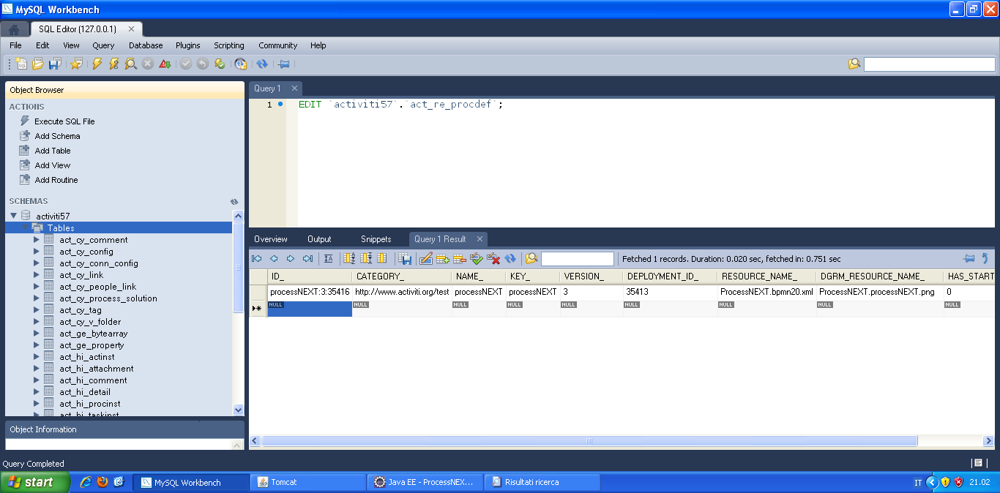 MySQL Workbench
SQL Editor (127.0.0.1)
File Edit View Query Database Plugins Scripting Community Help
Object Browser
ACTIONS
Execute SQL File
Add Schema
Add Table
Add View
Add Routine
SCHEMAS
activiti57
Tables
act_cy_comment
act_cy_config
act_cy_conn_config
act_cy_link
act_cy_people_link
act_cy_process_solution
act_cy_tag
act_cy_v_folder
act_ge_bytearray
act_ge_property
act_hi_actinst
act_hi_attachment
act_hi_comment
act_hi_detail
act_hi_procinst
act_hi_taskinst
Object Information
Query 1
1 EDIT `activiti57`.`act_re_procdef`;
Overview Output Snippets Query 1 Result
Fetched 1 records. Duration: 0.020 sec, fetched in: 0.751 sec
ID_ CATEGORY_ NAME_ KEY_ VERSION_ DEPLOYMENT_ID_ RESOURCE_NAME_ DGRM_RESOURCE_NAME_ HAS_START
processNEXT:3:35416 http://www.activiti.org/test processNEXT processNEXT 3 35413 ProcessNEXT.bpmn20.xml ProcessNEXT.processNEXT.png 0
NULL NULL NULL NULL NULL NULL NULL NULL NULL
Query Completed
start MySQL Workbench Tomcat Java EE - ProcessNEX... Risultati ricerca IT 21.02